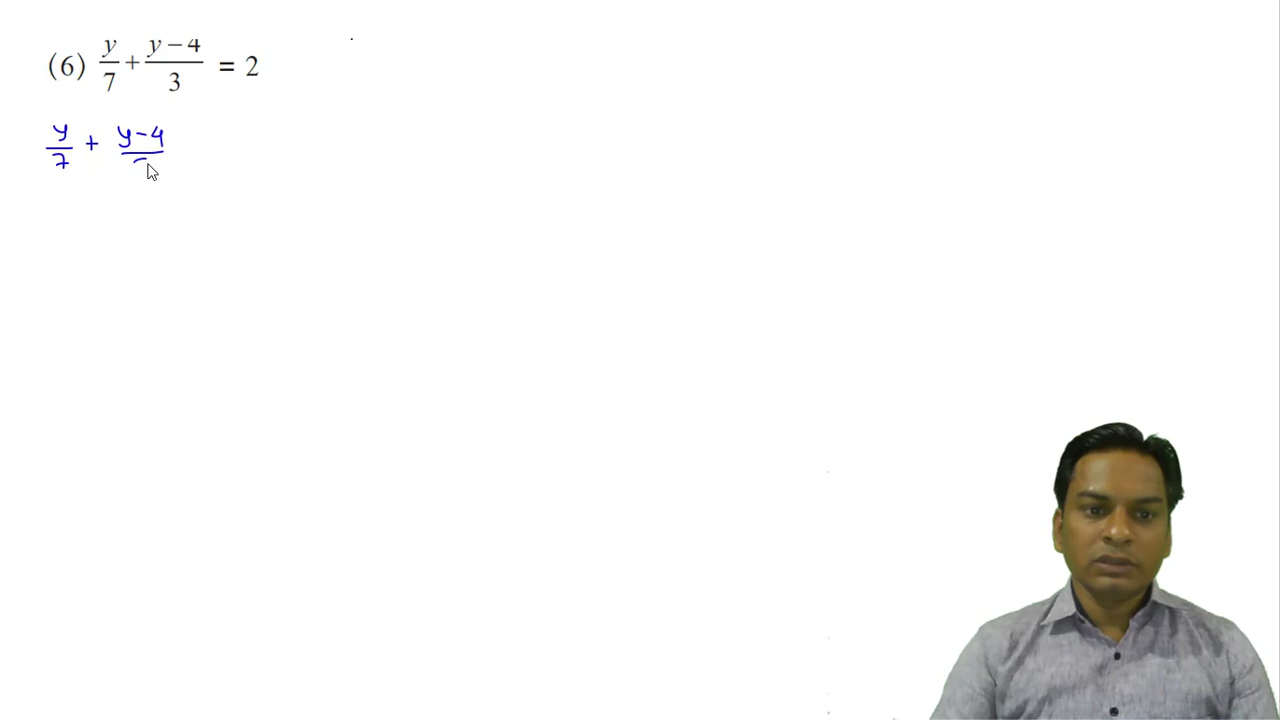 (6) y/7 + y−4/3 = 2
y/7 + y−4/